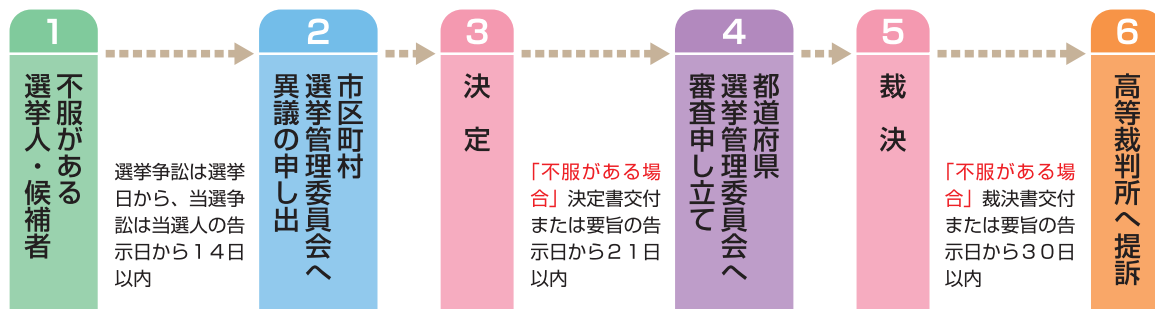 1
不服がある
選挙人・候補者
選挙争訟は選挙
日から、当選争
訟は当選人の告
示日から14日
以内
2
市区町村
選挙管理委員会へ
異議の申し出
3
決定
「不服がある場
合」決定書交付
または要旨の告
示日から21日
以内
4
都道府県
選挙管理委員会へ
審査申し立て
5
裁決
「不服がある場
合」裁決書交付
または要旨の告
示日から30日
以内
6
高等裁判所へ提訴